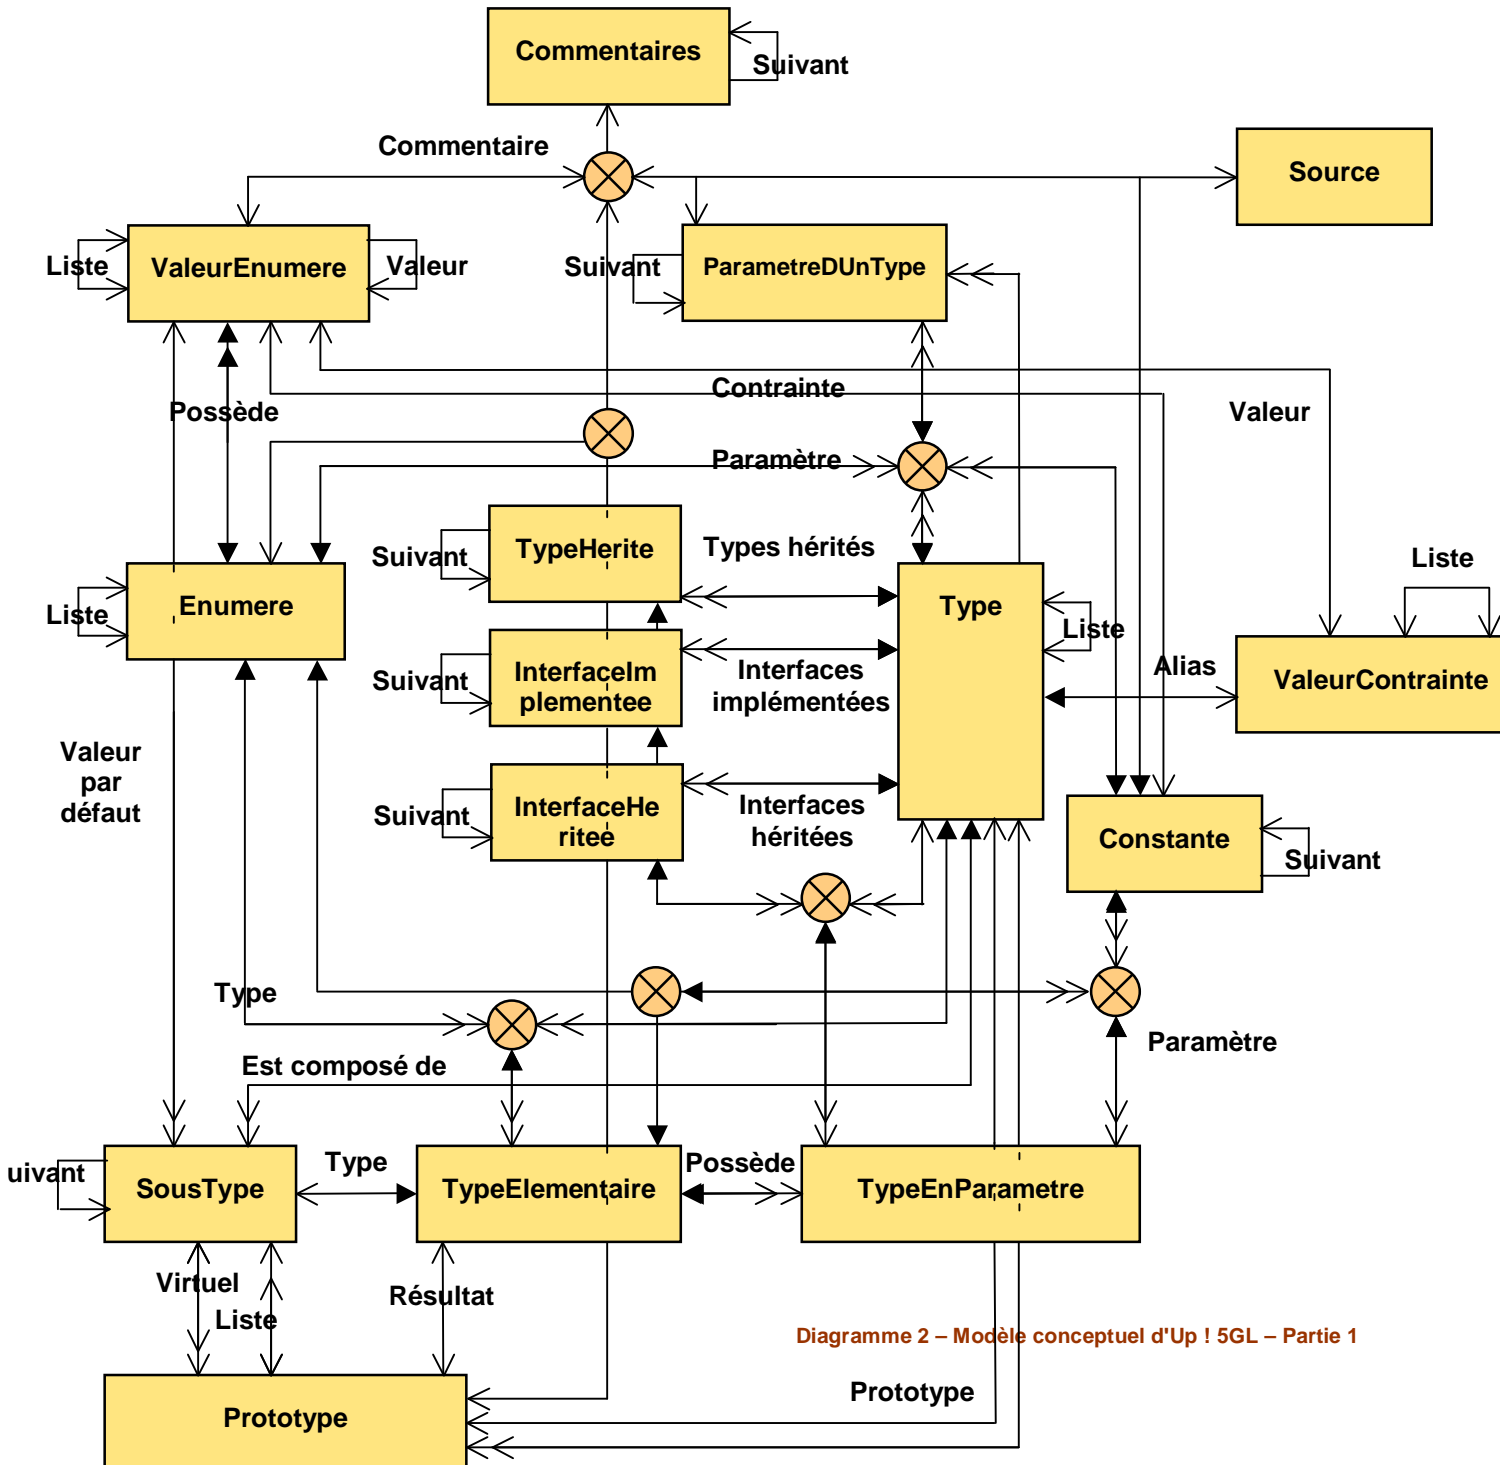 Commentaires
Suivant
Commentaire
Source
Liste
ValeurEnumere
Valeur
Suivant
ParametreDUnType
Contrainte
Possède
Valeur
Paramètre
Suivant
TypeHerite
Types hérités
Liste
Enumere
Liste
Type
Liste
Suivant
InterfaceIm
plementee
Interfaces
implémentées
Alias
ValeurContrainte
Valeur
par
défaut
Suivant
InterfaceHe
ritee
Interfaces
héritées
Constante
Suivant
Type
Paramètre
Est composé de
uivant
SousType
Type
TypeElementaire
Possède
TypeEnParametre
Virtuel
Liste
Résultat
Diagramme 2 – Modèle conceptuel d'Up ! 5GL – Partie 1
Prototype
Prototype